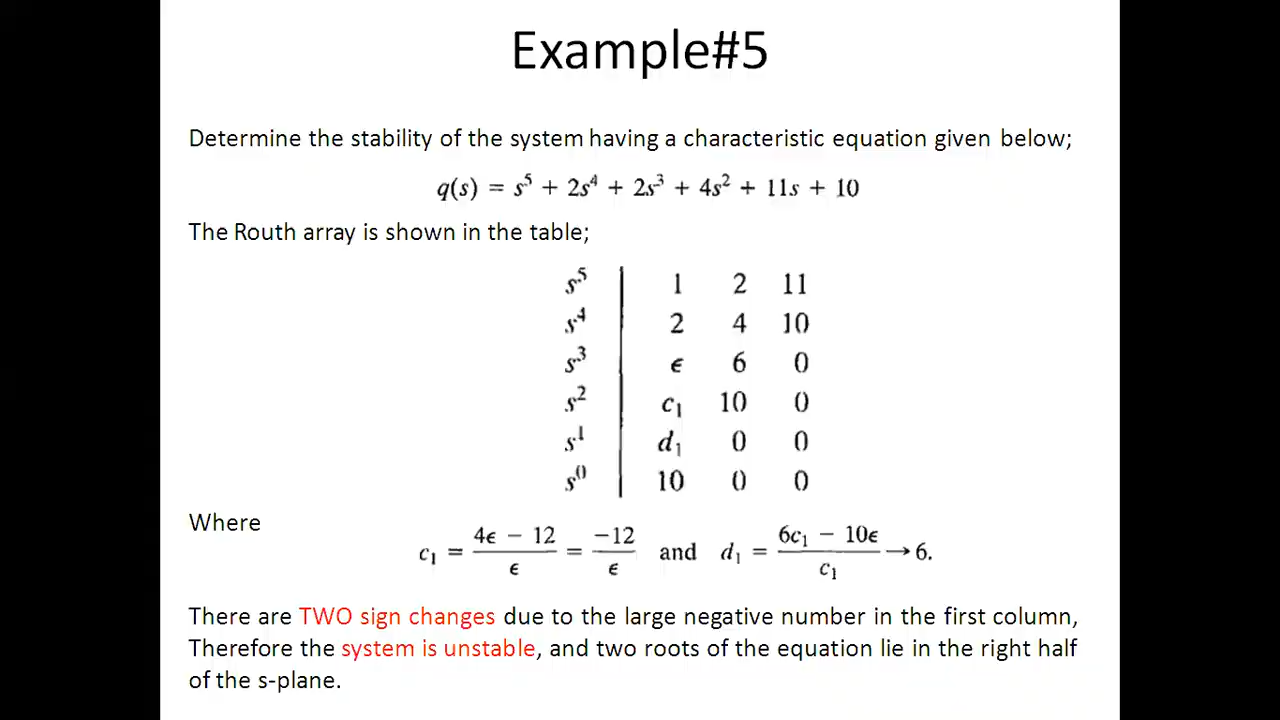 Example#5
Determine the stability of the system having a characteristic equation given below;
q(s) = s⁵ + 2s⁴ + 2s³ + 4s² + 11s + 10
The Routh array is shown in the table;
s⁵ | 1 2 11
s⁴ | 2 4 10
s³ | ϵ 6 0
s² | c₁ 10 0
s¹ | d₁ 0 0
s⁰ | 10 0 0
Where
c₁ = (4ϵ − 12)/ϵ = −12/ϵ and d₁ = (6c₁ − 10ϵ)/c₁ → 6.
There are TWO sign changes due to the large negative number in the first column,
Therefore the system is unstable, and two roots of the equation lie in the right half
of the s-plane.